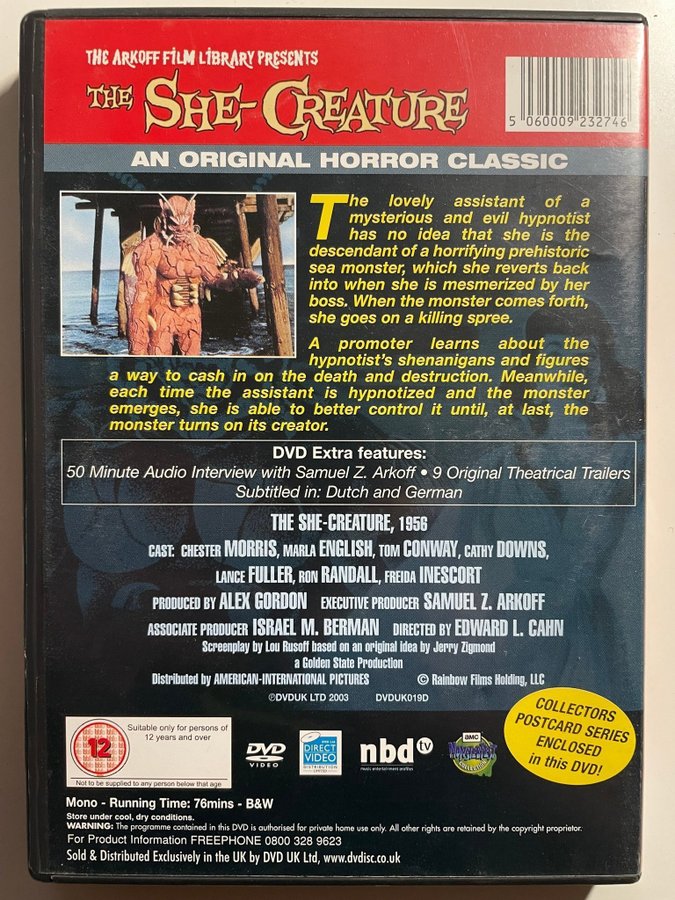 THE ARKOFF FILM LIBRARY PRESENTS
THE SHE-CREATURE
5 060009 232746
AN ORIGINAL HORROR CLASSIC
The lovely assistant of a
mysterious and evil hypnotist
has no idea that she is the
descendant of a horrifying prehistoric
sea monster, which she reverts back
into when she is mesmerized by her
boss. When the monster comes forth,
she goes on a killing spree.
A promoter learns about the
hypnotist's shenanigans and figures
a way to cash in on the death and destruction. Meanwhile,
each time the assistant is hypnotized and the monster
emerges, she is able to better control it until, at last, the
monster turns on its creator.
DVD Extra features:
50 Minute Audio Interview with Samuel Z. Arkoff • 9 Original Theatrical Trailers
Subtitled in: Dutch and German
THE SHE-CREATURE, 1956
CAST: CHESTER MORRIS, MARLA ENGLISH, TOM CONWAY, CATHY DOWNS,
LANCE FULLER, RON RANDALL, FREIDA INESCORT
PRODUCED BY ALEX GORDON EXECUTIVE PRODUCER SAMUEL Z. ARKOFF
ASSOCIATE PRODUCER ISRAEL M. BERMAN DIRECTED BY EDWARD L. CAHN
Screenplay by Lou Rusoff based on an original idea by Jerry Zigmond
a Golden State Production
Distributed by AMERICAN-INTERNATIONAL PICTURES © Rainbow Films Holding, LLC
℗DVDUK LTD 2003 DVDUK019D
COLLECTORS
POSTCARD SERIES
ENCLOSED
in this DVD!
12
Suitable only for persons of
12 years and over
Not to be supplied to any person below that age
DVD
VIDEO
DIRECT
VIDEO
DISTRIBUTION
LIMITED
nbd tv
music entertainment profiles
AMC
Mono - Running Time: 76mins - B&W
Store under cool, dry conditions.
WARNING: The programme contained in this DVD is authorised for private home use only. All other rights are retained by the copyright proprietor.
For Product Information FREEPHONE 0800 328 9623
Sold & Distributed Exclusively in the UK by DVD UK Ltd, www.dvdisc.co.uk